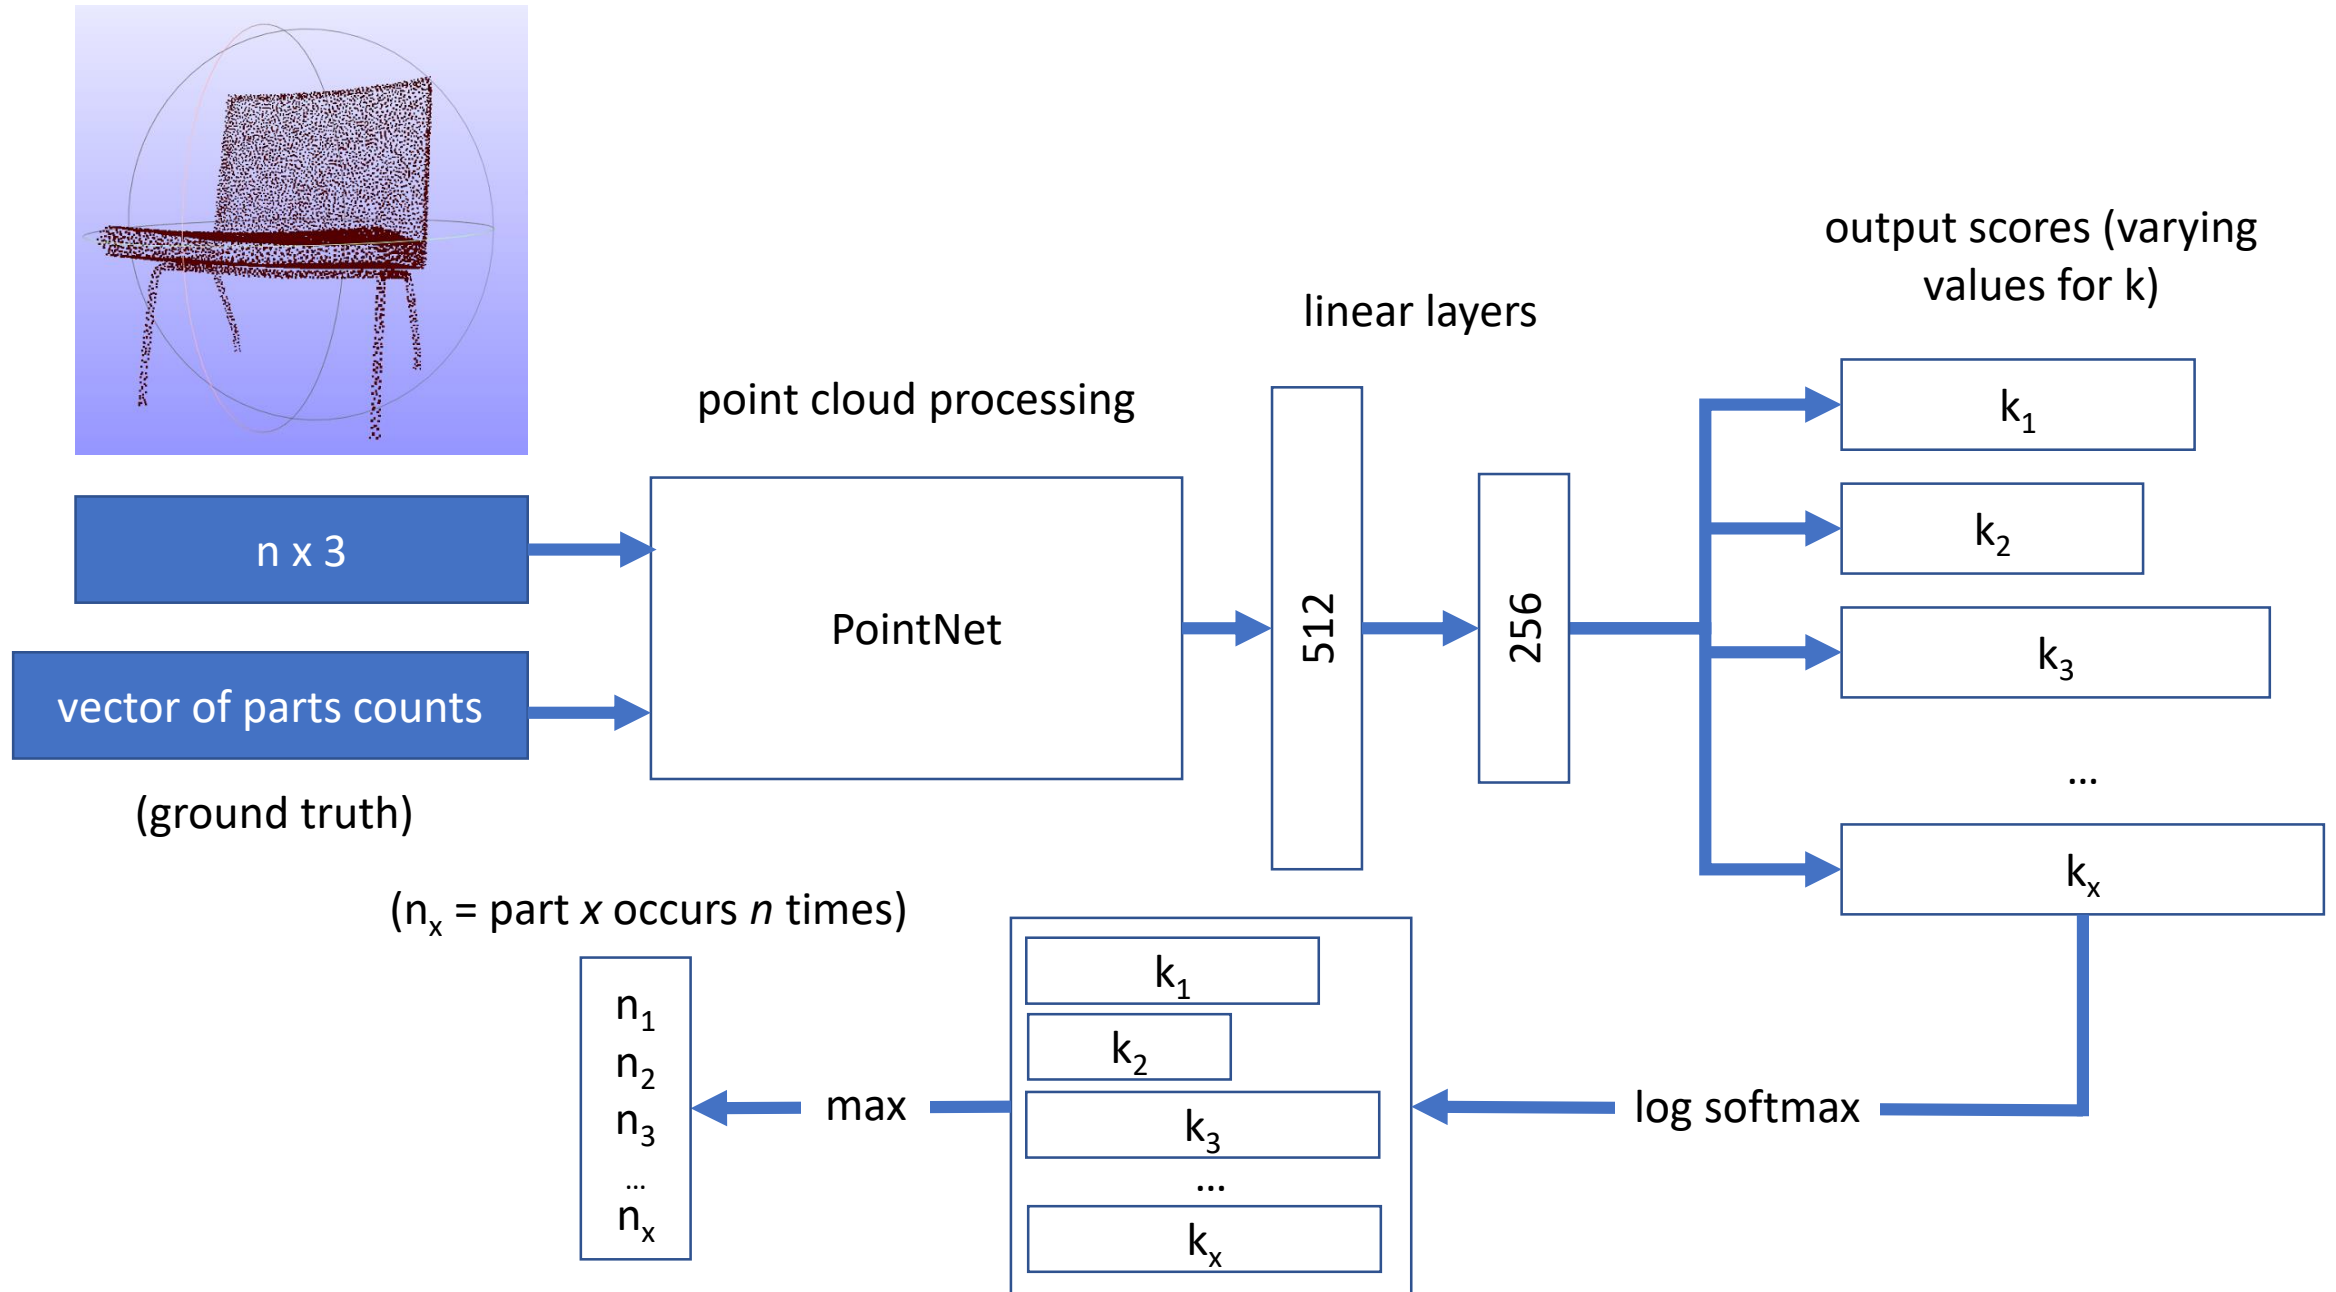 output scores (varying
values for k)
linear layers
point cloud processing
n x 3
vector of parts counts
(ground truth)
PointNet
512
256
k₁
k₂
k₃
...
kₓ
(nₓ = part x occurs n times)
n₁
n₂
n₃
...
nₓ
max
k₁
k₂
k₃
...
kₓ
log softmax